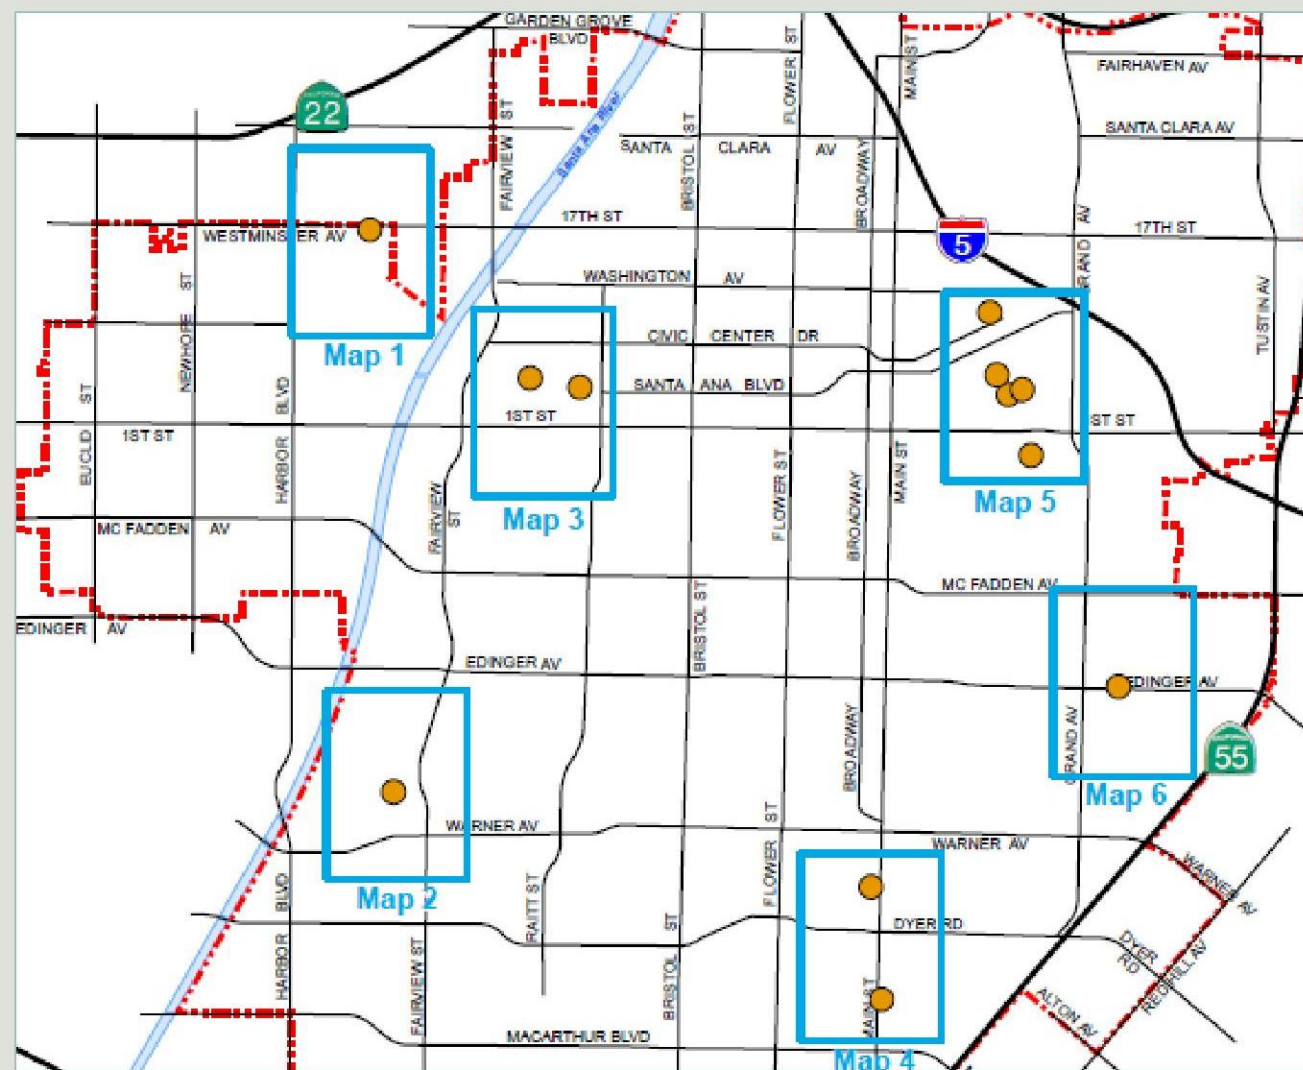 GARDEN GROVE
BLVD
FLOWER ST
MAIN ST
FAIRHAVEN AV
22
FAIRVIEW ST
Santa Ana River
BRISTOL ST
SANTA CLARA AV
SANTA CLARA AV
BROADWAY
17TH ST
WESTMINSTER AV
5
17TH ST
GRAND AV
NEWHOPE ST
WASHINGTON AV
TUSTIN AV
CIVIC CENTER DR
Map 1
SANTA ANA BLVD
EUCLID ST
HARBOR BLVD
1ST ST
1ST ST
ST ST
MAIN ST
FLOWER ST
BROADWAY
Map 5
FAIRVIEW ST
Map 3
MC FADDEN AV
MC FADDEN AV
BRISTOL ST
EDINGER AV
EDINGER AV
EDINGER AV
BROADWAY
GRAND AV
55
Map 6
FLOWER ST
WARNER AV
WARNER AV
WARNER AV
Map 2
HARBOR BLVD
RAITT ST
BRISTOL ST
DYER RD
DYER RD
REDHILL AV
FAIRVIEW ST
MAIN ST
ALTON AV
MACARTHUR BLVD
Map 4